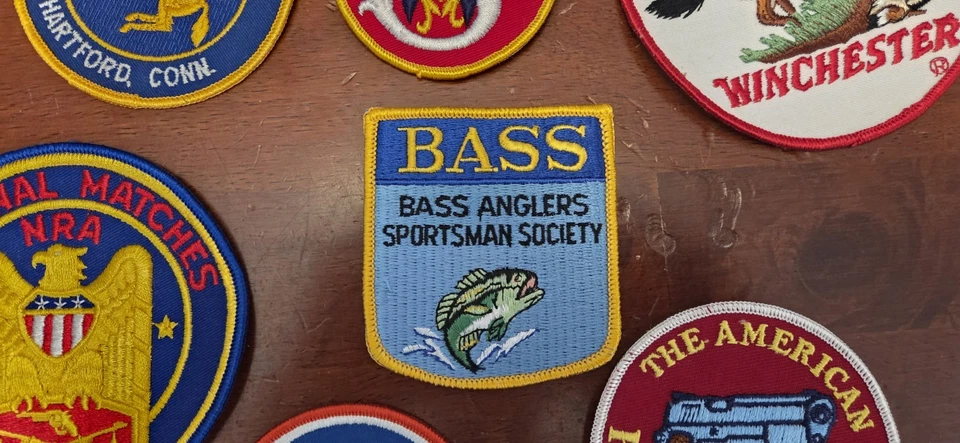 HARTFORD, CONN.
M
WINCHESTER®
BASS
BASS ANGLERS
SPORTSMAN SOCIETY
NAL MATCHES
NRA
THE AMERICAN